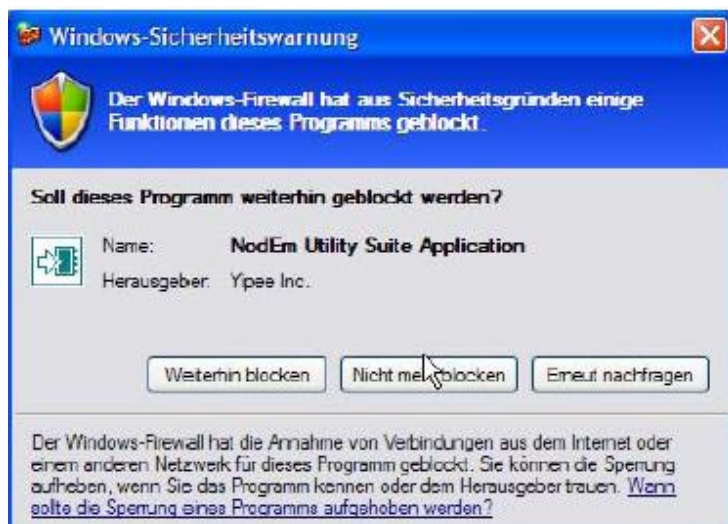 Windows-Sicherheitswarnung
Der Windows-Firewall hat aus Sicherheitsgründen einige
Funktionen dieses Programms geblockt.
Soll dieses Programm weiterhin geblockt werden?
Name: NodEm Utility Suite Application
Herausgeber: Yipee Inc.
Weiterhin blocken Nicht mehr blocken Erneut nachfragen
Der Windows-Firewall hat die Annahme von Verbindungen aus dem Internet oder
einem anderen Netzwerk für dieses Programm geblockt. Sie können die Sperrung
aufheben, wenn Sie das Programm kennen oder dem Herausgeber trauen. Wann
sollte die Sperrung eines Programms aufgehoben werden?